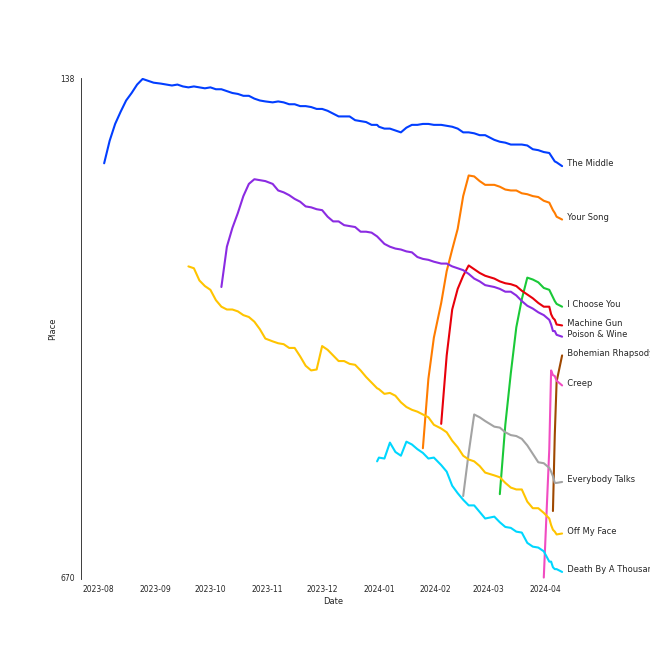 138
The Middle
Your Song
I Choose You
Machine Gun
Poison & Wine
Bohemian Rhapsod
Creep
Everybody Talks
Off My Face
Death By A Thousan
670
Place
2023-08 2023-09 2023-10 2023-11 2023-12 2024-01 2024-02 2024-03 2024-04
Date